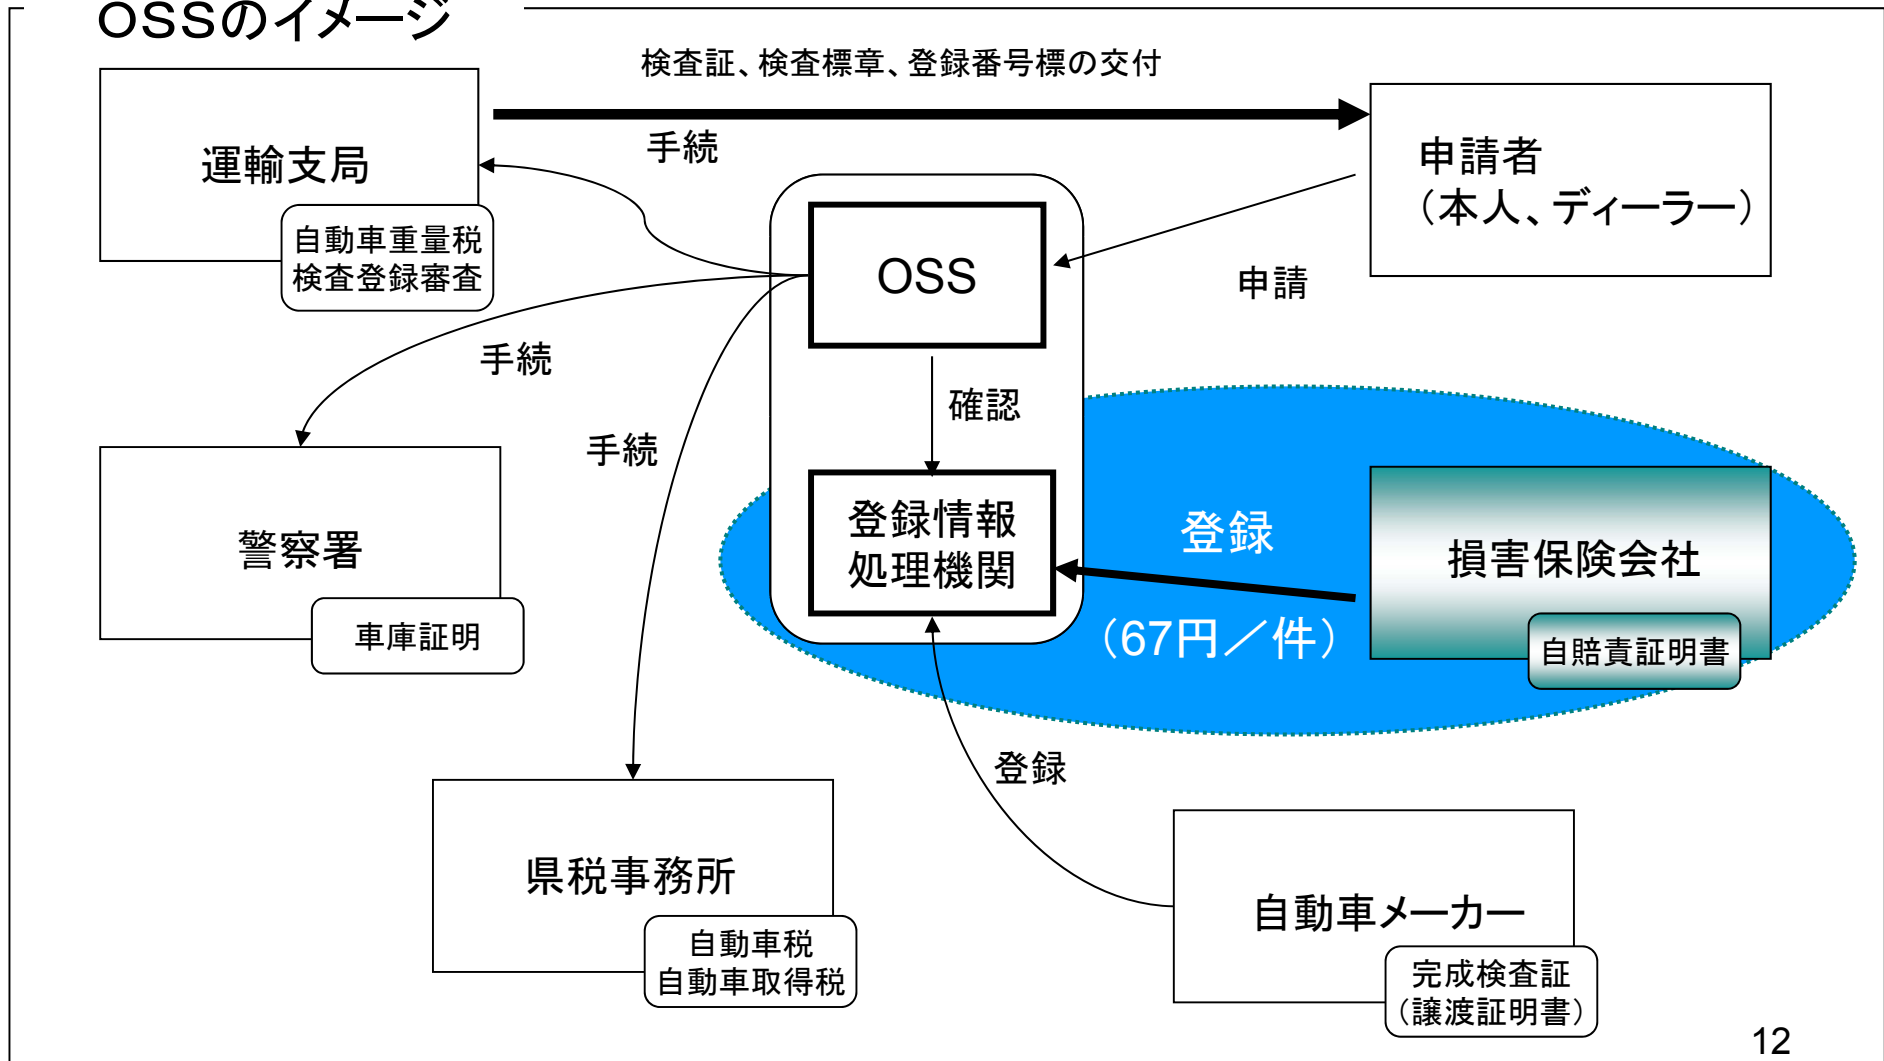 OSSのイメージ
検査証、検査標章、登録番号標の交付
手続
運輸支局
自動車重量税
検査登録審査
申請者
（本人、ディーラー）
OSS
申請
手続
確認
手続
警察署
車庫証明
登録情報
処理機関
登録
（67円／件）
損害保険会社
自賠責証明書
登録
県税事務所
自動車税
自動車取得税
自動車メーカー
完成検査証
（譲渡証明書）
12